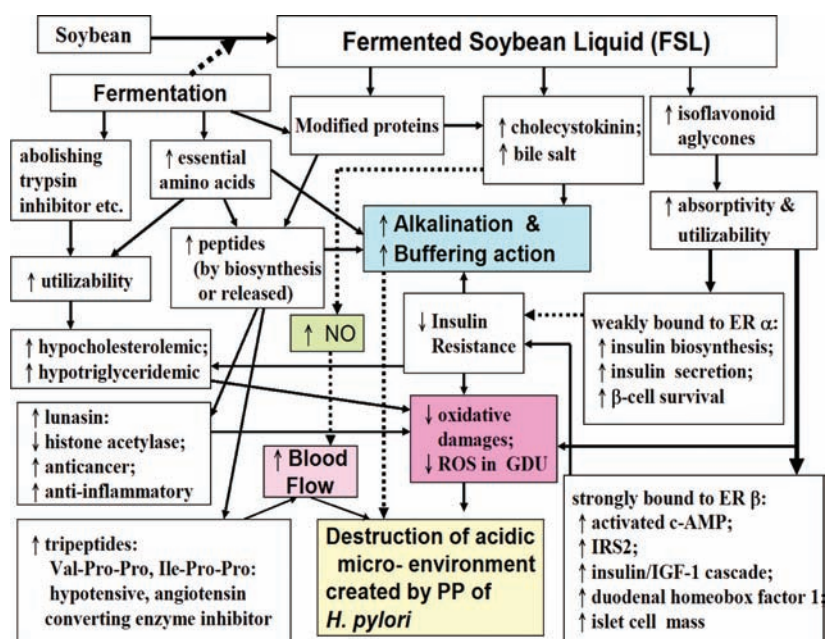 Soybean
Fermented Soybean Liquid (FSL)
Fermentation
Modified proteins
↑ cholecystokinin;
↑ bile salt
↑ isoflavonoid
aglycones
abolishing
trypsin
inhibitor etc.
↑ essential
amino acids
↑ Alkalination &
↑ Buffering action
↑ absorptivity &
utilizability
↑ peptides
(by biosynthesis
or released)
↑ utilizability
↑ NO
↓ Insulin
Resistance
weakly bound to ER α:
↑ insulin biosynthesis;
↑ insulin secretion;
↑ β-cell survival
↑ hypocholesterolemic;
↑ hypotriglyceridemic
↑ lunasin:
↓ histone acetylase;
↑ anticancer;
↑ anti-inflammatory
↑ Blood
Flow
↓ oxidative
damages;
↓ ROS in GDU
strongly bound to ER β:
↑ activated c-AMP;
↑ IRS2;
↑ insulin/IGF-1 cascade;
↑ duodenal homeobox factor 1;
↑ islet cell mass
↑ tripeptides:
Val-Pro-Pro, Ile-Pro-Pro:
hypotensive, angiotensin
converting enzyme inhibitor
Destruction of acidic
micro- environment
created by PP of
H. pylori